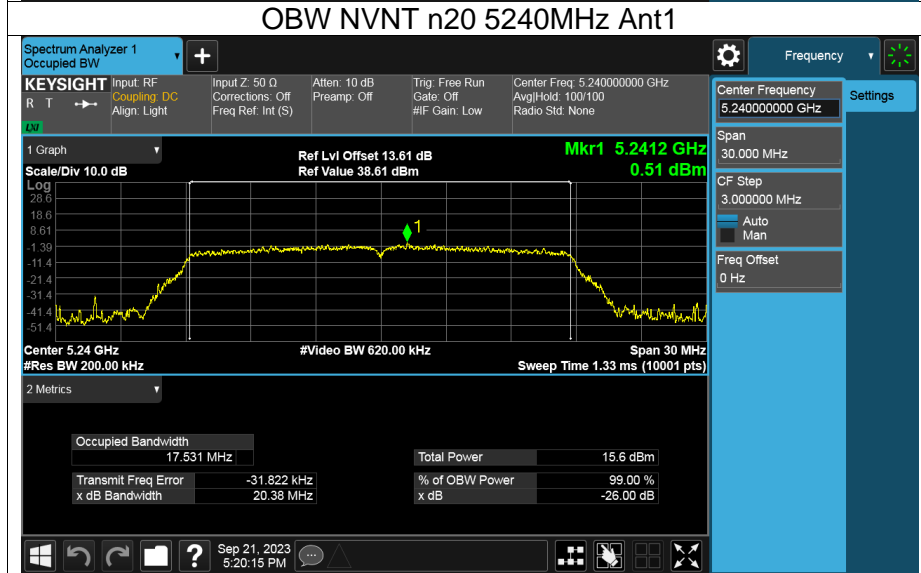 OBW NVNT n20 5240MHz Ant1
Spectrum Analyzer 1
Occupied BW
+
Frequency
KEYSIGHT
R T
LXI
Input: RF
Coupling: DC
Align: Light
Input Z: 50 Ω
Corrections: Off
Freq Ref: Int (S)
Atten: 10 dB
Preamp: Off
Trig: Free Run
Gate: Off
#IF Gain: Low
Center Freq: 5.240000000 GHz
Avg|Hold: 100/100
Radio Std: None
Center Frequency
5.240000000 GHz
Settings
Span
30.000 MHz
CF Step
3.000000 MHz
Auto
Man
Freq Offset
0 Hz
1 Graph
Scale/Div 10.0 dB
Ref Lvl Offset 13.61 dB
Ref Value 38.61 dBm
Mkr1 5.2412 GHz
0.51 dBm
Log
28.6
18.6
8.61
-1.39
-11.4
-21.4
-31.4
-41.4
-51.4
1
Center 5.24 GHz
#Video BW 620.00 kHz
Span 30 MHz
#Res BW 200.00 kHz
Sweep Time 1.33 ms (10001 pts)
2 Metrics
Occupied Bandwidth
17.531 MHz
Total Power 15.6 dBm
Transmit Freq Error -31.822 kHz
% of OBW Power 99.00 %
x dB Bandwidth 20.38 MHz
x dB -26.00 dB
?
Sep 21, 2023
5:20:15 PM